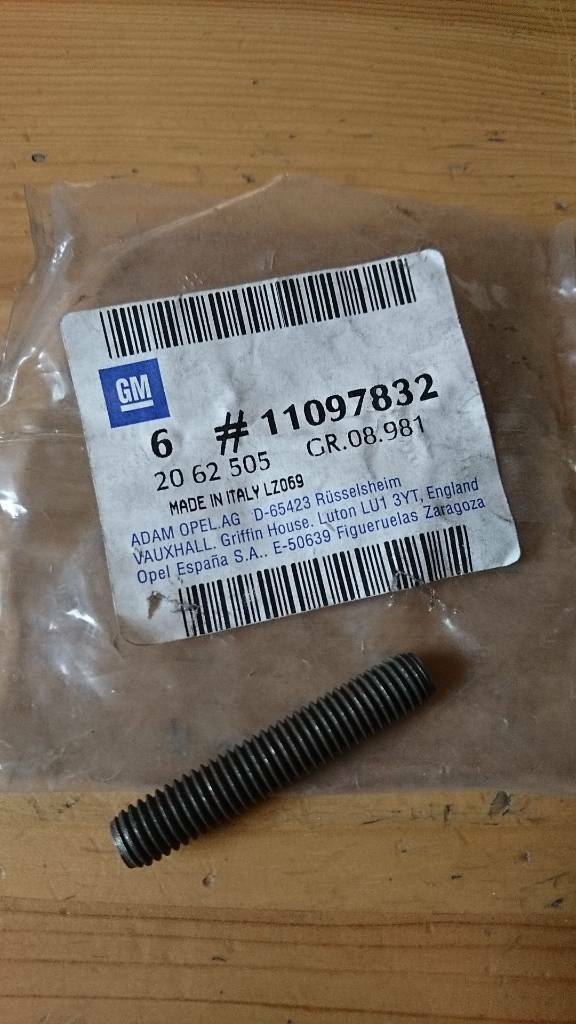 GM
6 # 11097832
20 62 505 GR.08.981
MADE IN ITALY LZ069
ADAM OPEL.AG D-65423 Rüsselsheim
VAUXHALL. Griffin House. Luton LU1 3YT, England
Opel España S.A.. E-50639 Figueruelas Zaragoza